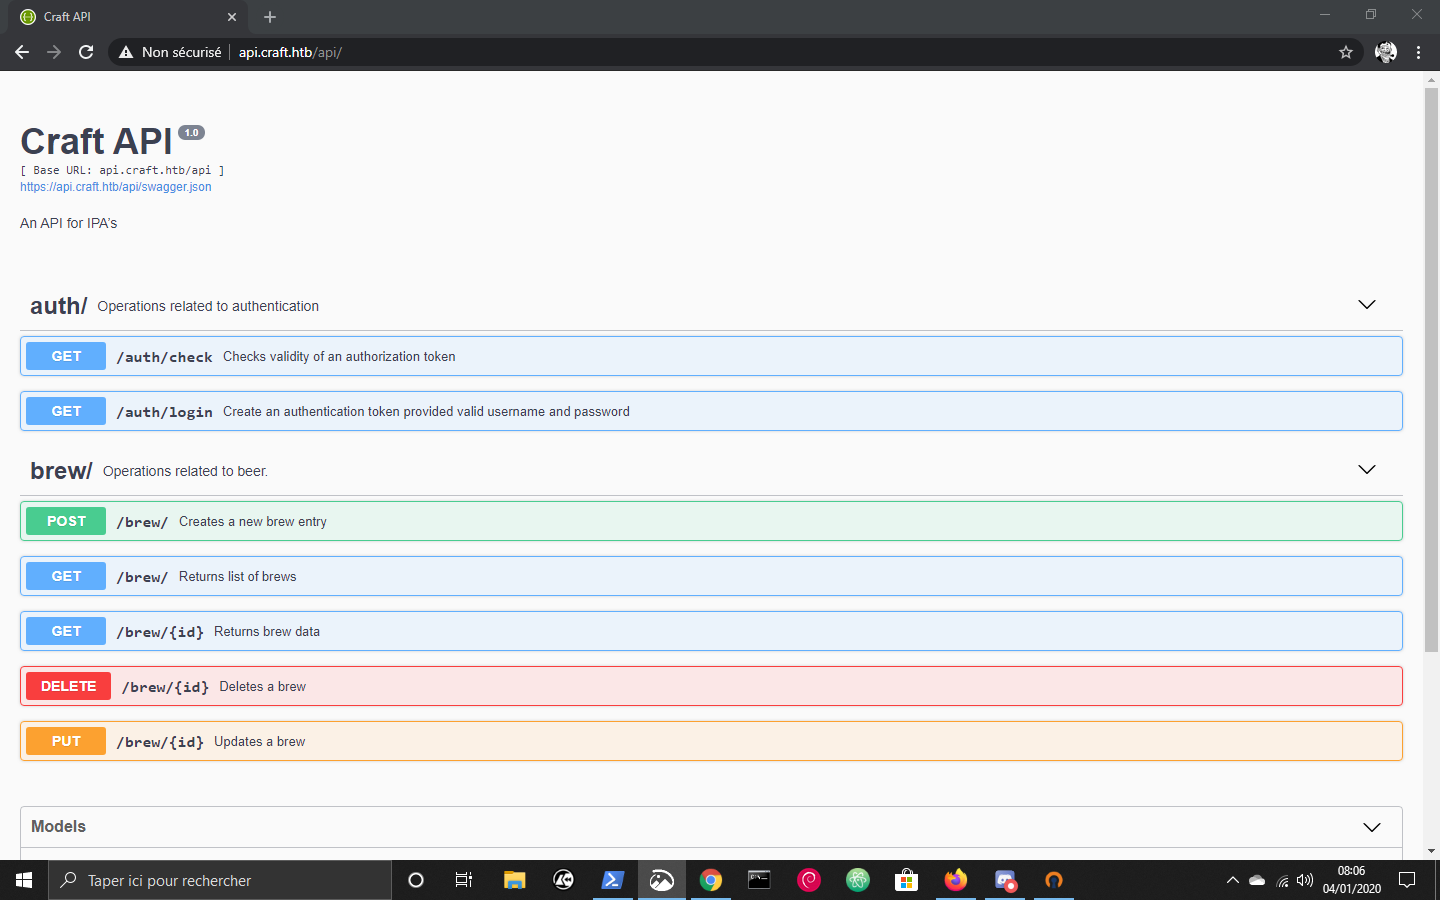 Craft API
Non sécurisé api.craft.htb/api/
Craft API 1.0
[ Base URL: api.craft.htb/api ]
https://api.craft.htb/api/swagger.json
An API for IPA's
auth/ Operations related to authentication
GET /auth/check Checks validity of an authorization token
GET /auth/login Create an authentication token provided valid username and password
brew/ Operations related to beer.
POST /brew/ Creates a new brew entry
GET /brew/ Returns list of brews
GET /brew/{id} Returns brew data
DELETE /brew/{id} Deletes a brew
PUT /brew/{id} Updates a brew
Models
Taper ici pour rechercher
08:06
04/01/2020